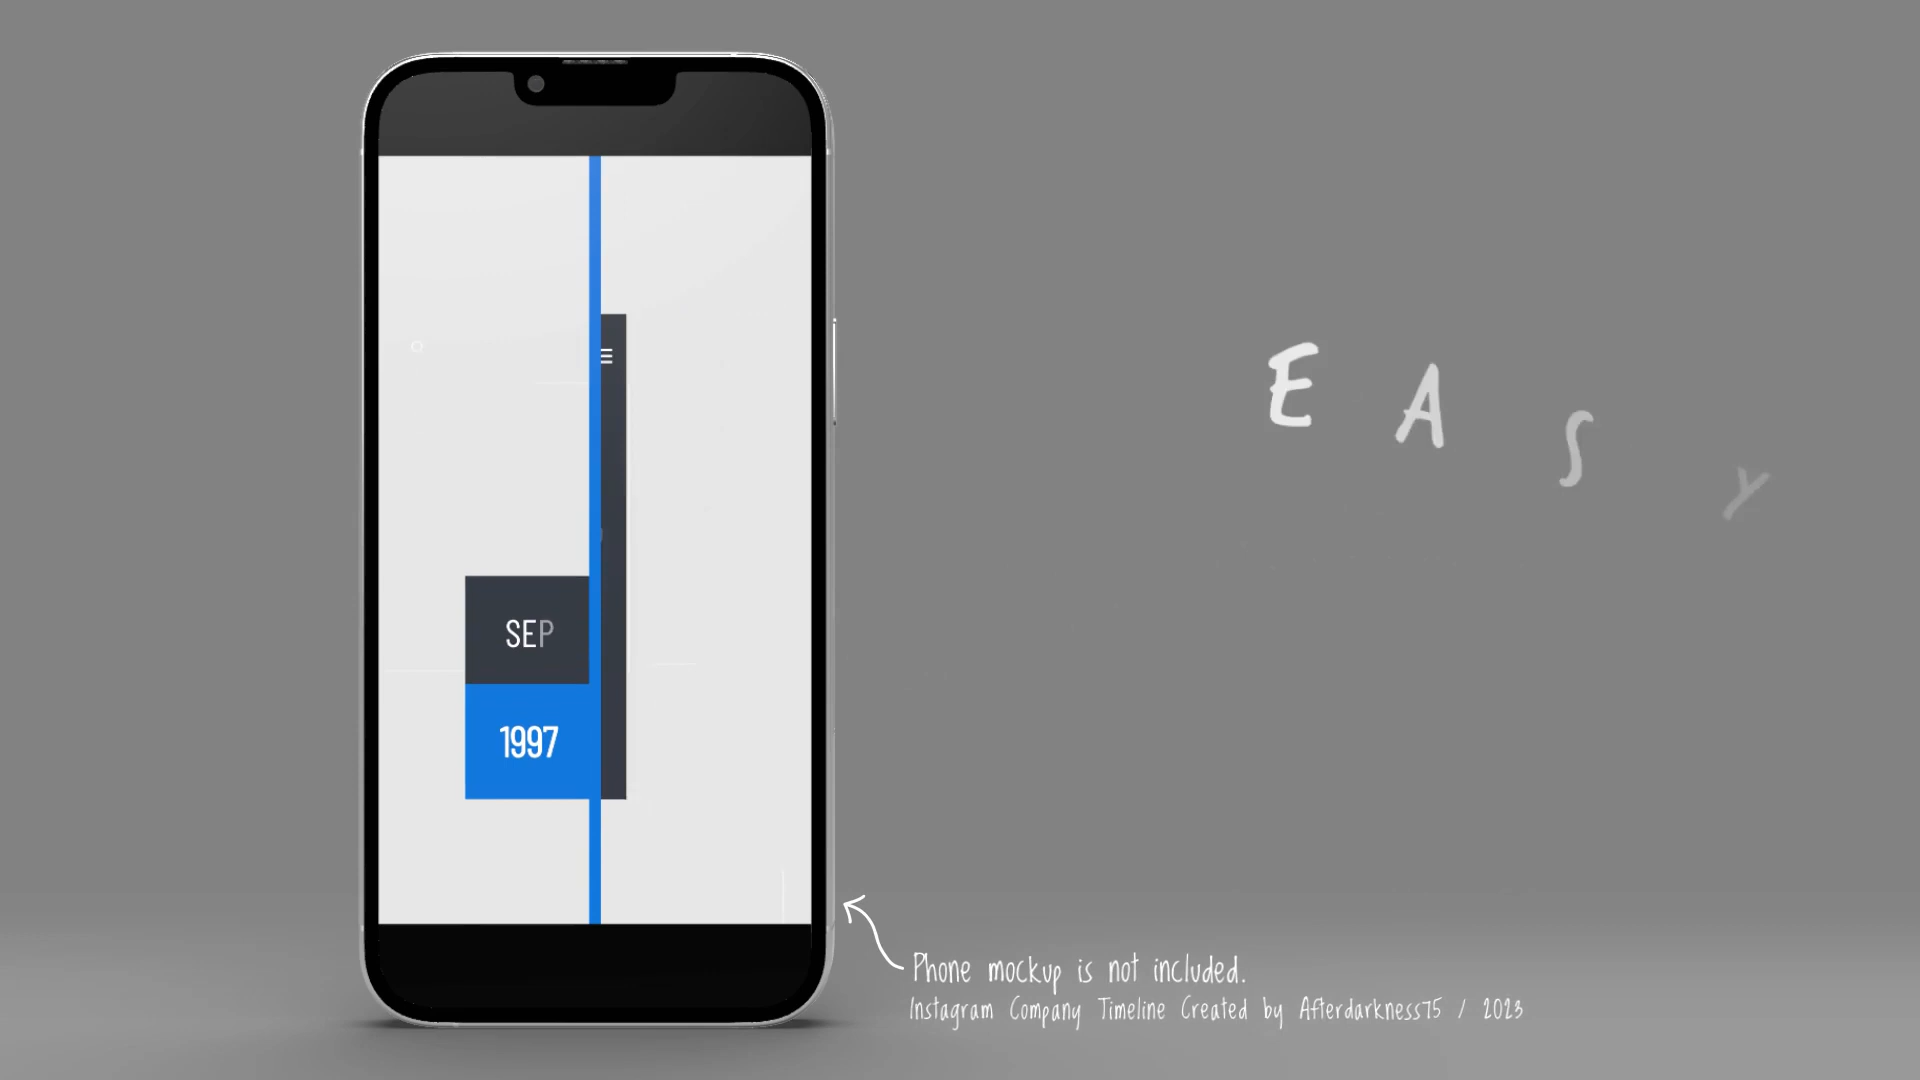 E A S Y
SEP
1997
Phone mockup is not included.
Instagram Company Timeline Created by Afterdarkness75 / 2023